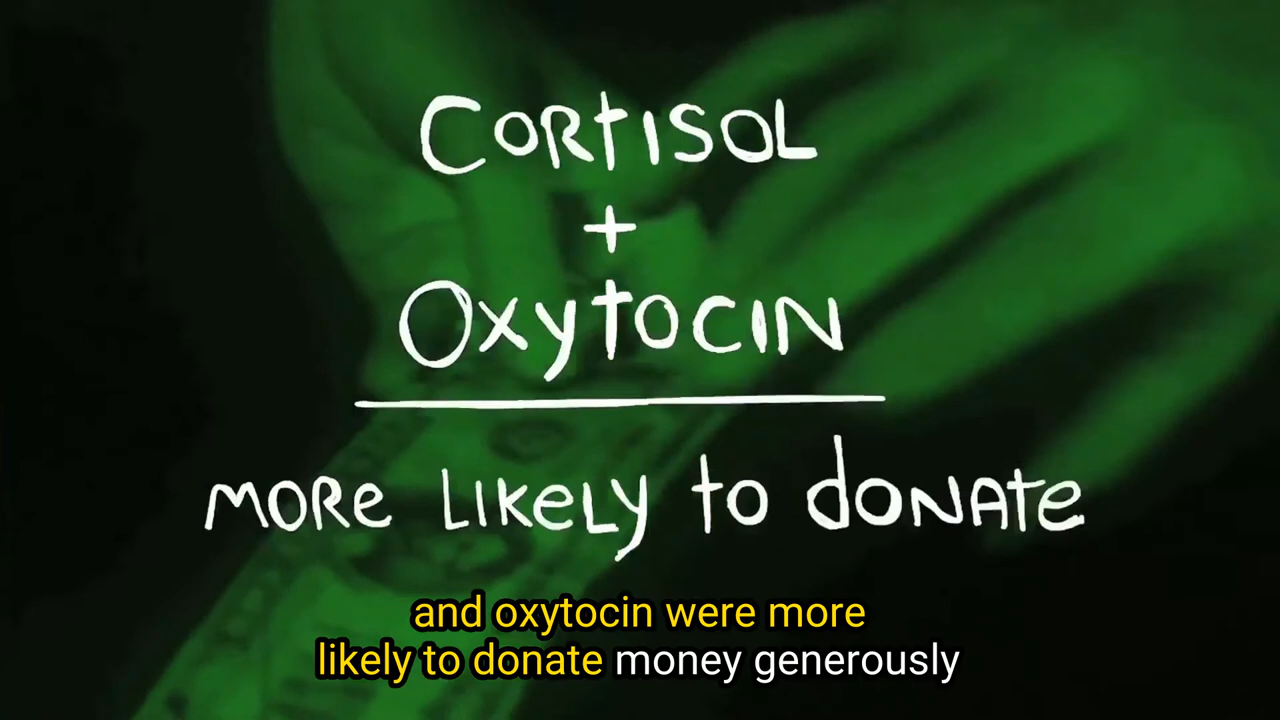 CORTISOL
+
OXYTOCIN
MORe LIKeLy to doNAte
and oxytocin were more
likely to donate money generously